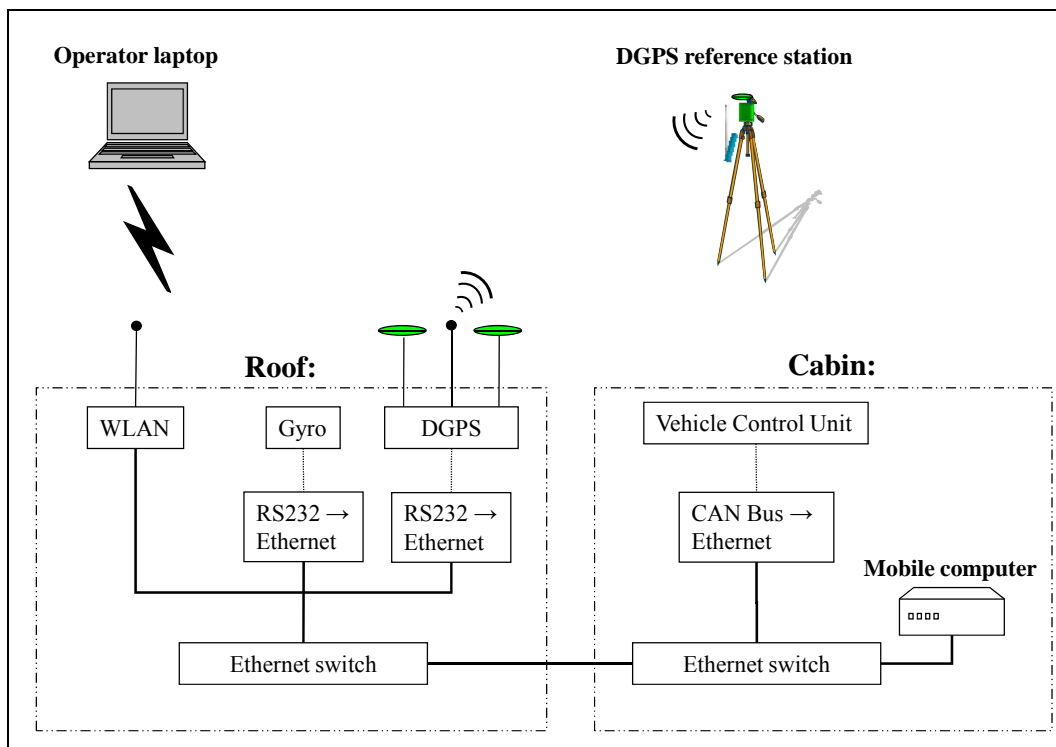 Operator laptop
DGPS reference station
Roof:
Cabin:
WLAN
Gyro
DGPS
Vehicle Control Unit
RS232 →
Ethernet
RS232 →
Ethernet
CAN Bus →
Ethernet
Mobile computer
Ethernet switch
Ethernet switch